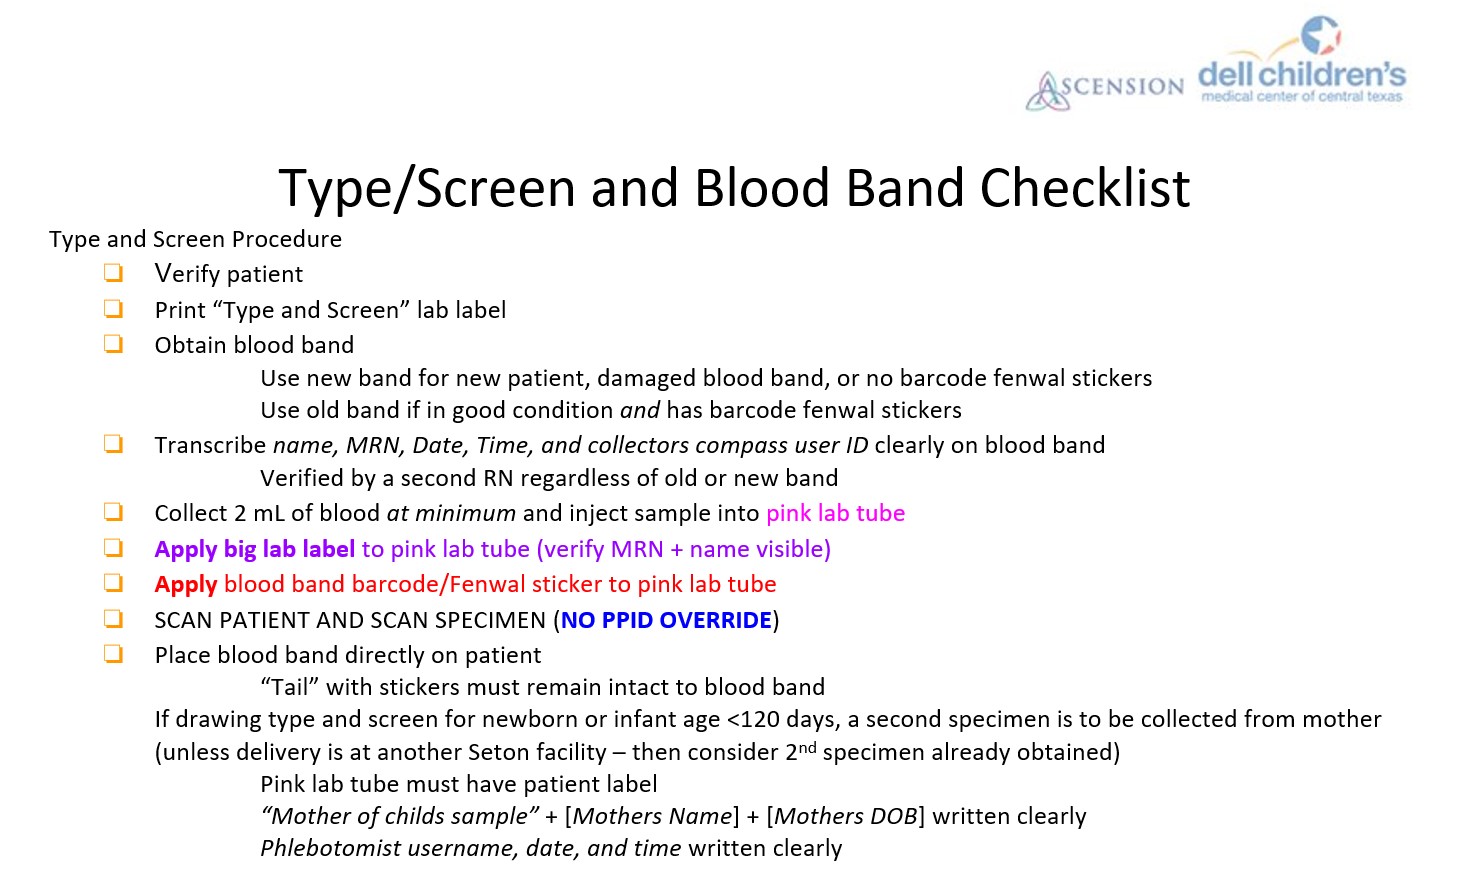 ASCENSION
dell children's
medical center of central texas
Type/Screen and Blood Band Checklist
Type and Screen Procedure
❏ Verify patient
❏ Print “Type and Screen” lab label
❏ Obtain blood band
Use new band for new patient, damaged blood band, or no barcode fenwal stickers
Use old band if in good condition and has barcode fenwal stickers
❏ Transcribe name, MRN, Date, Time, and collectors compass user ID clearly on blood band
Verified by a second RN regardless of old or new band
❏ Collect 2 mL of blood at minimum and inject sample into pink lab tube
❏ Apply big lab label to pink lab tube (verify MRN + name visible)
❏ Apply blood band barcode/Fenwal sticker to pink lab tube
❏ SCAN PATIENT AND SCAN SPECIMEN (NO PPID OVERRIDE)
❏ Place blood band directly on patient
“Tail” with stickers must remain intact to blood band
If drawing type and screen for newborn or infant age <120 days, a second specimen is to be collected from mother
(unless delivery is at another Seton facility – then consider 2nd specimen already obtained)
Pink lab tube must have patient label
“Mother of childs sample” + [Mothers Name] + [Mothers DOB] written clearly
Phlebotomist username, date, and time written clearly